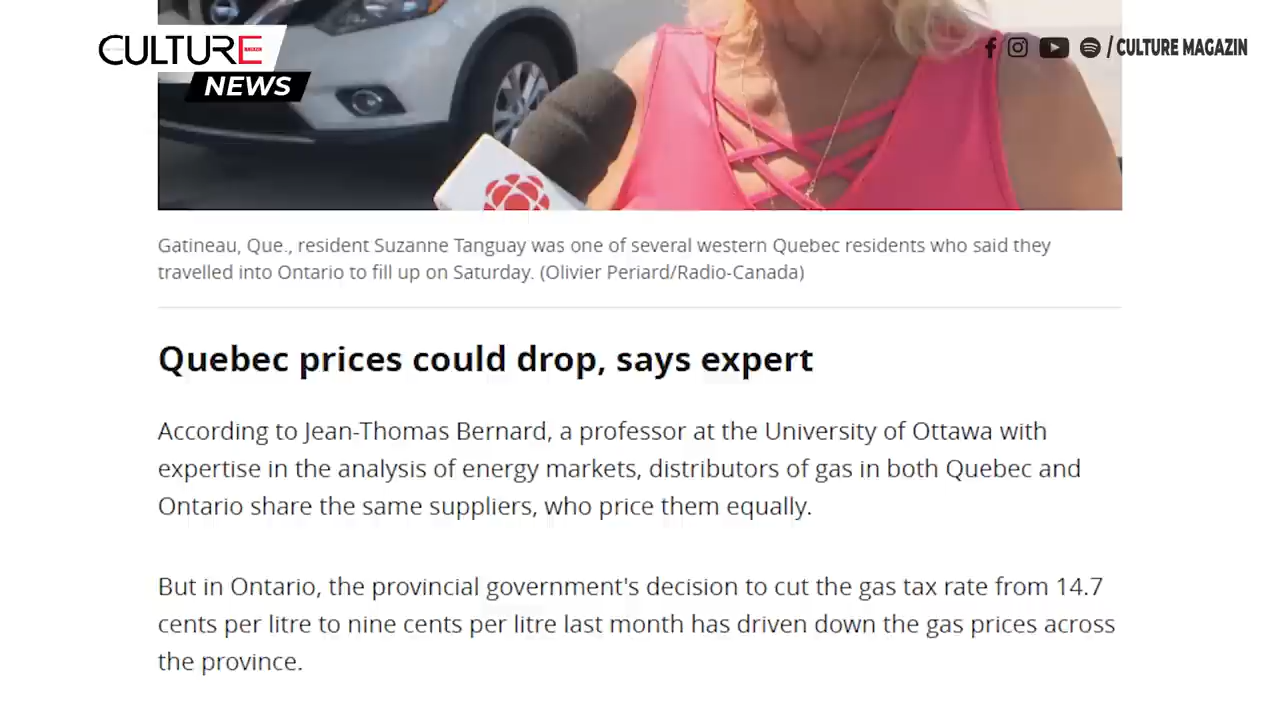 CULTURE
NEWS
/ CULTURE MAGAZIN
Gatineau, Que., resident Suzanne Tanguay was one of several western Quebec residents who said they
travelled into Ontario to fill up on Saturday. (Olivier Periard/Radio-Canada)
Quebec prices could drop, says expert
According to Jean-Thomas Bernard, a professor at the University of Ottawa with
expertise in the analysis of energy markets, distributors of gas in both Quebec and
Ontario share the same suppliers, who price them equally.
But in Ontario, the provincial government's decision to cut the gas tax rate from 14.7
cents per litre to nine cents per litre last month has driven down the gas prices across
the province.